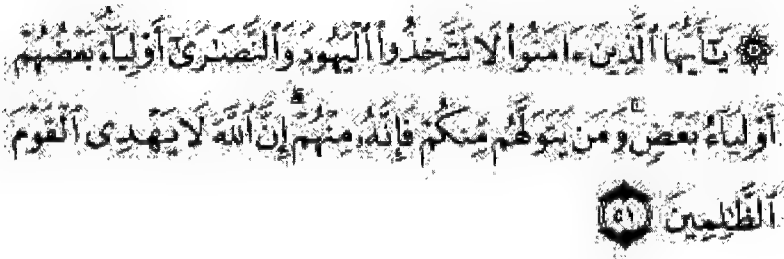 ۞ يَٰٓأَيُّهَا ٱلَّذِينَ ءَامَنُوا۟ لَا تَتَّخِذُوا۟ ٱلْيَهُودَ وَٱلنَّصَٰرَىٰٓ أَوْلِيَآءَ ۘ بَعْضُهُمْ
أَوْلِيَآءُ بَعْضٍ ۚ وَمَن يَتَوَلَّهُم مِّنكُمْ فَإِنَّهُۥ مِنْهُمْ ۗ إِنَّ ٱللَّهَ لَا يَهْدِى ٱلْقَوْمَ
ٱلظَّٰلِمِينَ ٥١